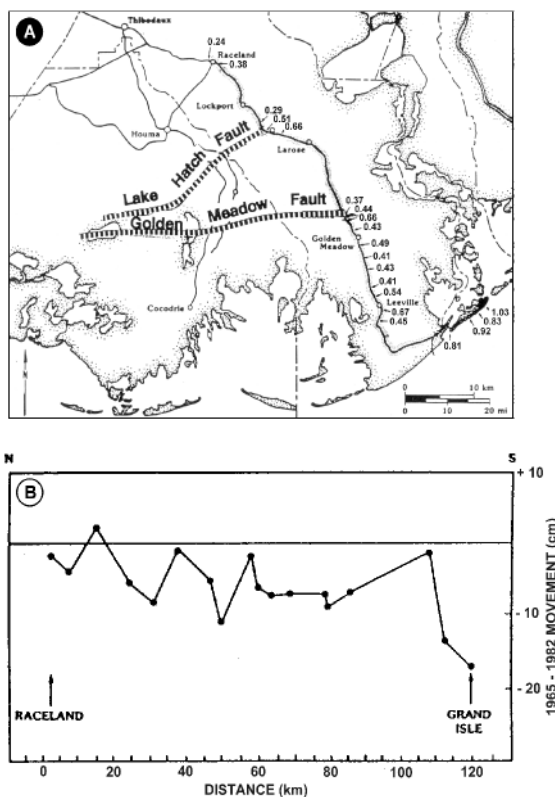 A
Thibodaux
0.24
Raceland
0.38
Lockport
0.29
0.51
0.66
Houma
Larose
Lake Hatch Fault
Golden Meadow Fault
0.37
0.44
0.66
0.43
Golden
Meadow
0.49
0.41
0.43
0.41
0.54
Leeville
Cocodrie
0.67
0.45
1.03
0.83
0.92
0.81
0 10 km
0 10 20 mi
N S
B
+ 10
- 10
- 20
1965 - 1982 MOVEMENT (cm)
RACELAND
GRAND
ISLE
0 20 40 60 80 100 120
DISTANCE (km)